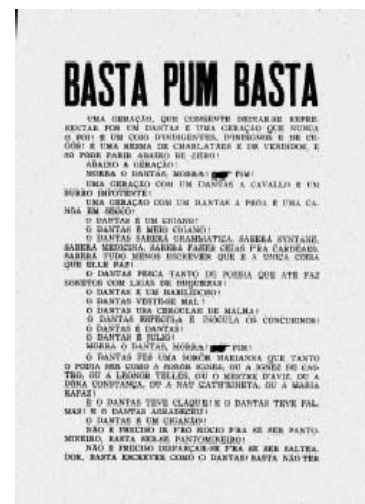 BASTA PUM BASTA
UMA GERAÇÃO, QUE CONSENTE DEIXAR-SE REPRE-
SENTAR POR UM DANTAS É UMA GERAÇÃO QUE NUNCA
O FOI! É UM COIO D'INDIGENTES, D'INDIGNOS E DE CE-
GOS! É UMA RÊSMA DE CHARLATÃES E DE VENDIDOS, E
SÓ PODE PARIR ABAIXO DE ZERO!
ABAIXO A GERAÇÃO!
MORRA O DANTAS, MORRA! PIM!
UMA GERAÇÃO COM UM DANTAS A CAVALLO É UM
BURRO IMPOTENTE!
UMA GERAÇÃO COM UM DANTAS Á PROA É UMA CA-
NÔA EM SECCO!
O DANTAS É UM CIGANO!
O DANTAS É MEIO CIGANO!
O DANTAS SABERÁ GRAMMATICA, SABERÁ SYNTAXE,
SABERÁ MEDICINA, SABERÁ FAZER CEIAS P'RA CARDEAES,
SABERÁ TUDO MENOS ESCREVER QUE É A UNICA COISA
QUE ELLE FAZ!
O DANTAS PESCA TANTO DE POESIA QUE ATÉ FAZ
SONETOS COM LIGAS DE DUQUEZAS!
O DANTAS É UM HABILIDOSO!
O DANTAS VESTE-SE MAL!
O DANTAS USA CEROULAS DE MALHA!
O DANTAS ESPECÚLA E INÓCULA OS CONCUBINOS!
O DANTAS É DANTAS!
O DANTAS É JULIO!
MORRA O DANTAS, MORRA! PIM!
O DANTAS FEZ UMA SORÔR MARIANNA QUE TANTO
O PODIA SER COMO A SORÔR IGNEZ, OU A IGNEZ DE CAS-
TRO, OU A LEONOR TELLES, OU O MESTRE D'AVIZ, OU A
DONA CONSTANÇA, OU A NAU CATHRINETA, OU A MARIA
RAPAZ!
E O DANTAS TEVE CLÁQUE! E O DANTAS TEVE PAL-
MAS! E O DANTAS AGRADECEU!
O DANTAS É UM CIGANÃO!
NÃO É PRECISO IR P'RO ROCIO P'RA SE SER PANTO-
MINEIRO, BASTA SER-SE PANTOMINEIRO!
NÃO É PRECISO DISFARÇAR-SE P'RA SE SER SALTEA-
DOR, BASTA ESCREVER COMO O DANTAS! BASTA NÃO TER